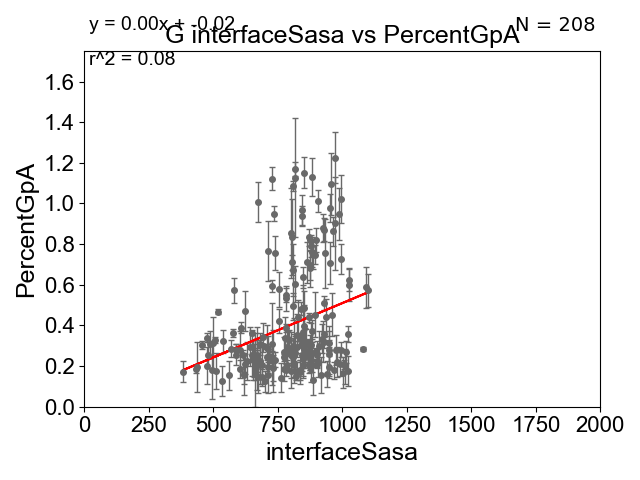 y = 0.00x + -0.02
G interfaceSasa vs PercentGpA
N = 208
r^2 = 0.08
PercentGpA
1.6
1.4
1.2
1.0
0.8
0.6
0.4
0.2
0.0
0 250 500 750 1000 1250 1500 1750 2000
interfaceSasa